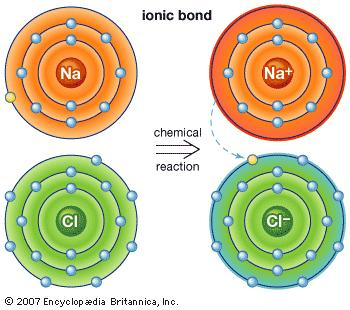 ionic bond
Na
Na+
chemical
reaction
Cl
Cl–
© 2007 Encyclopædia Britannica, Inc.